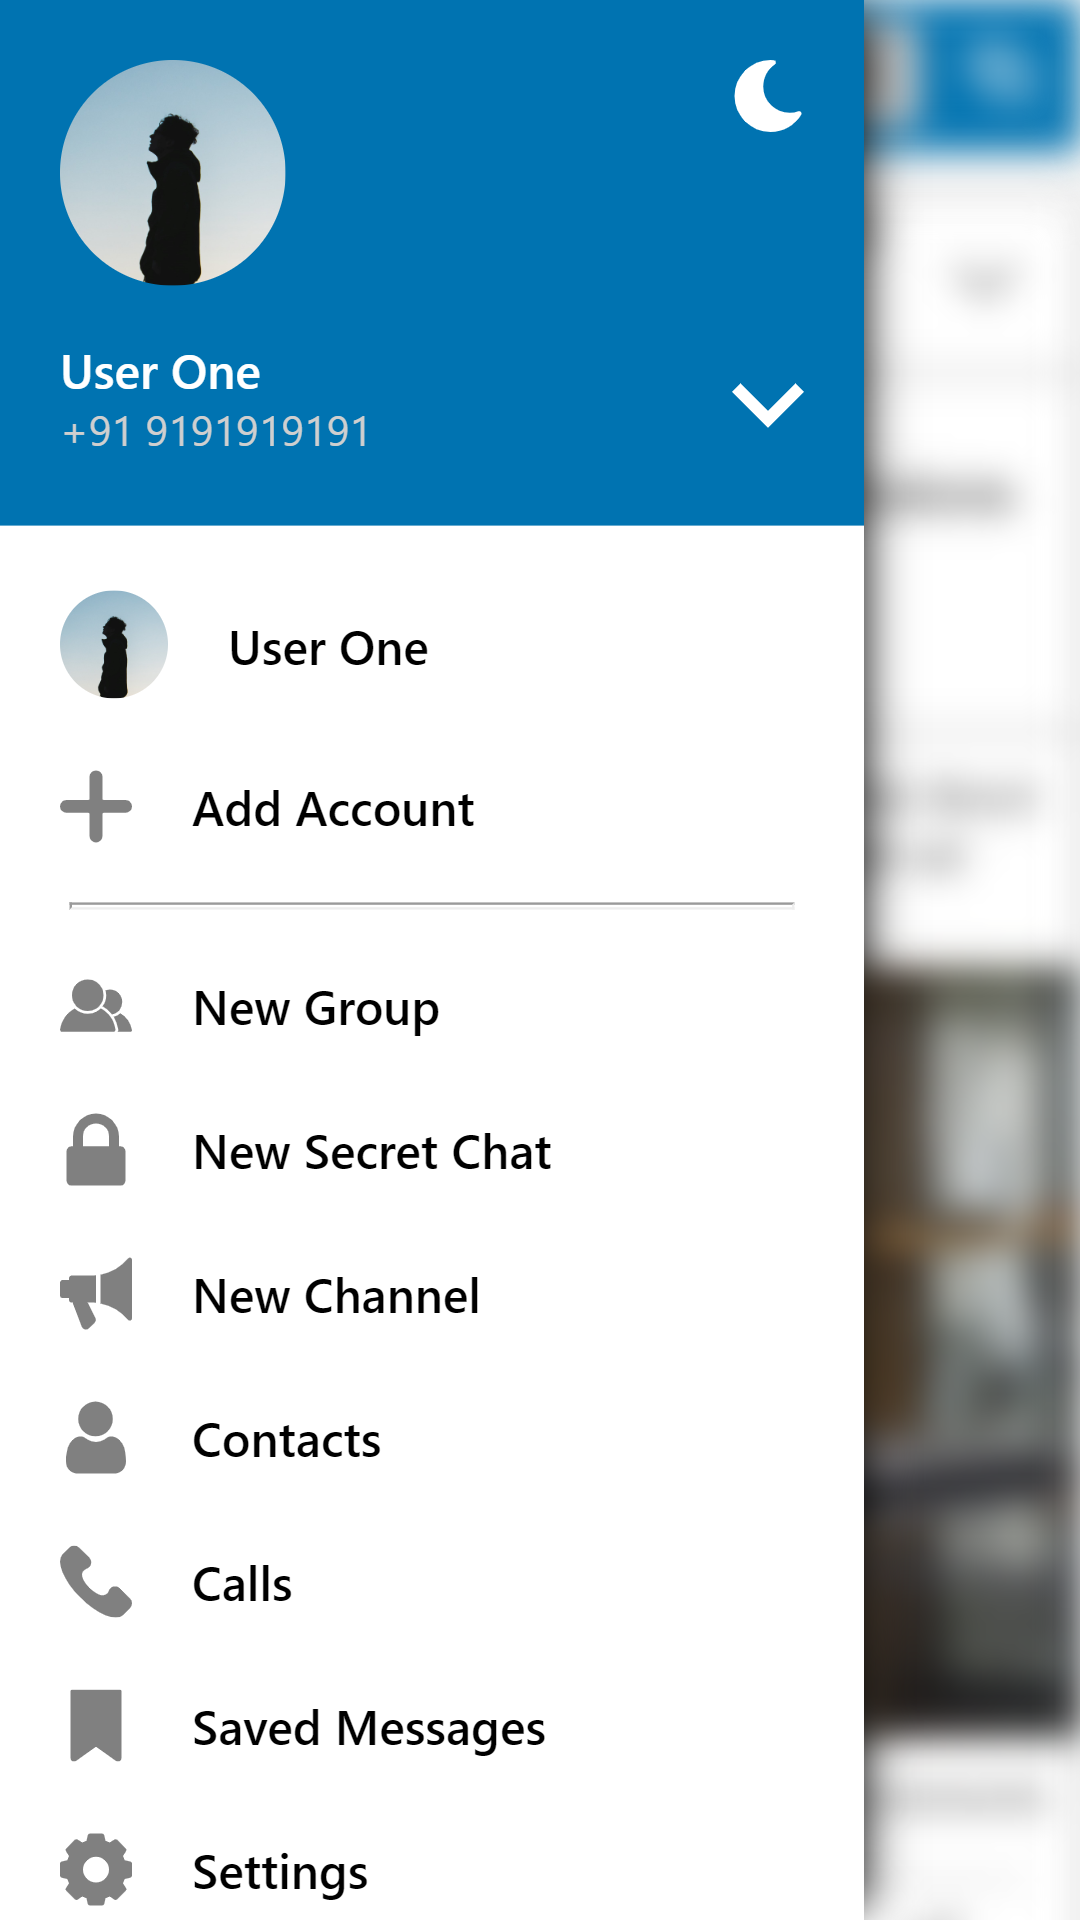 User One
+91 9191919191
User One
Add Account
New Group
New Secret Chat
New Channel
Contacts
Calls
Saved Messages
Settings